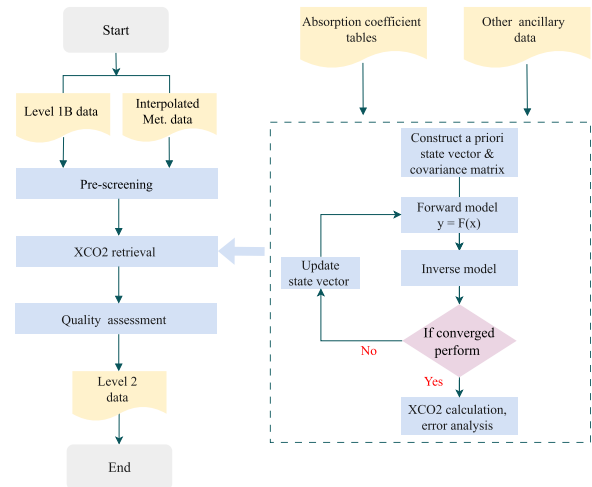 Start
Level 1B data
Interpolated
Met. data
Pre-screening
XCO2 retrieval
Quality assessment
Level 2
data
End
Absorption coefficient
tables
Other ancillary
data
Construct a priori
state vector &
covariance matrix
Forward model
y = F(x)
Inverse model
Update
state vector
If converged
perform
No
Yes
XCO2 calculation,
error analysis